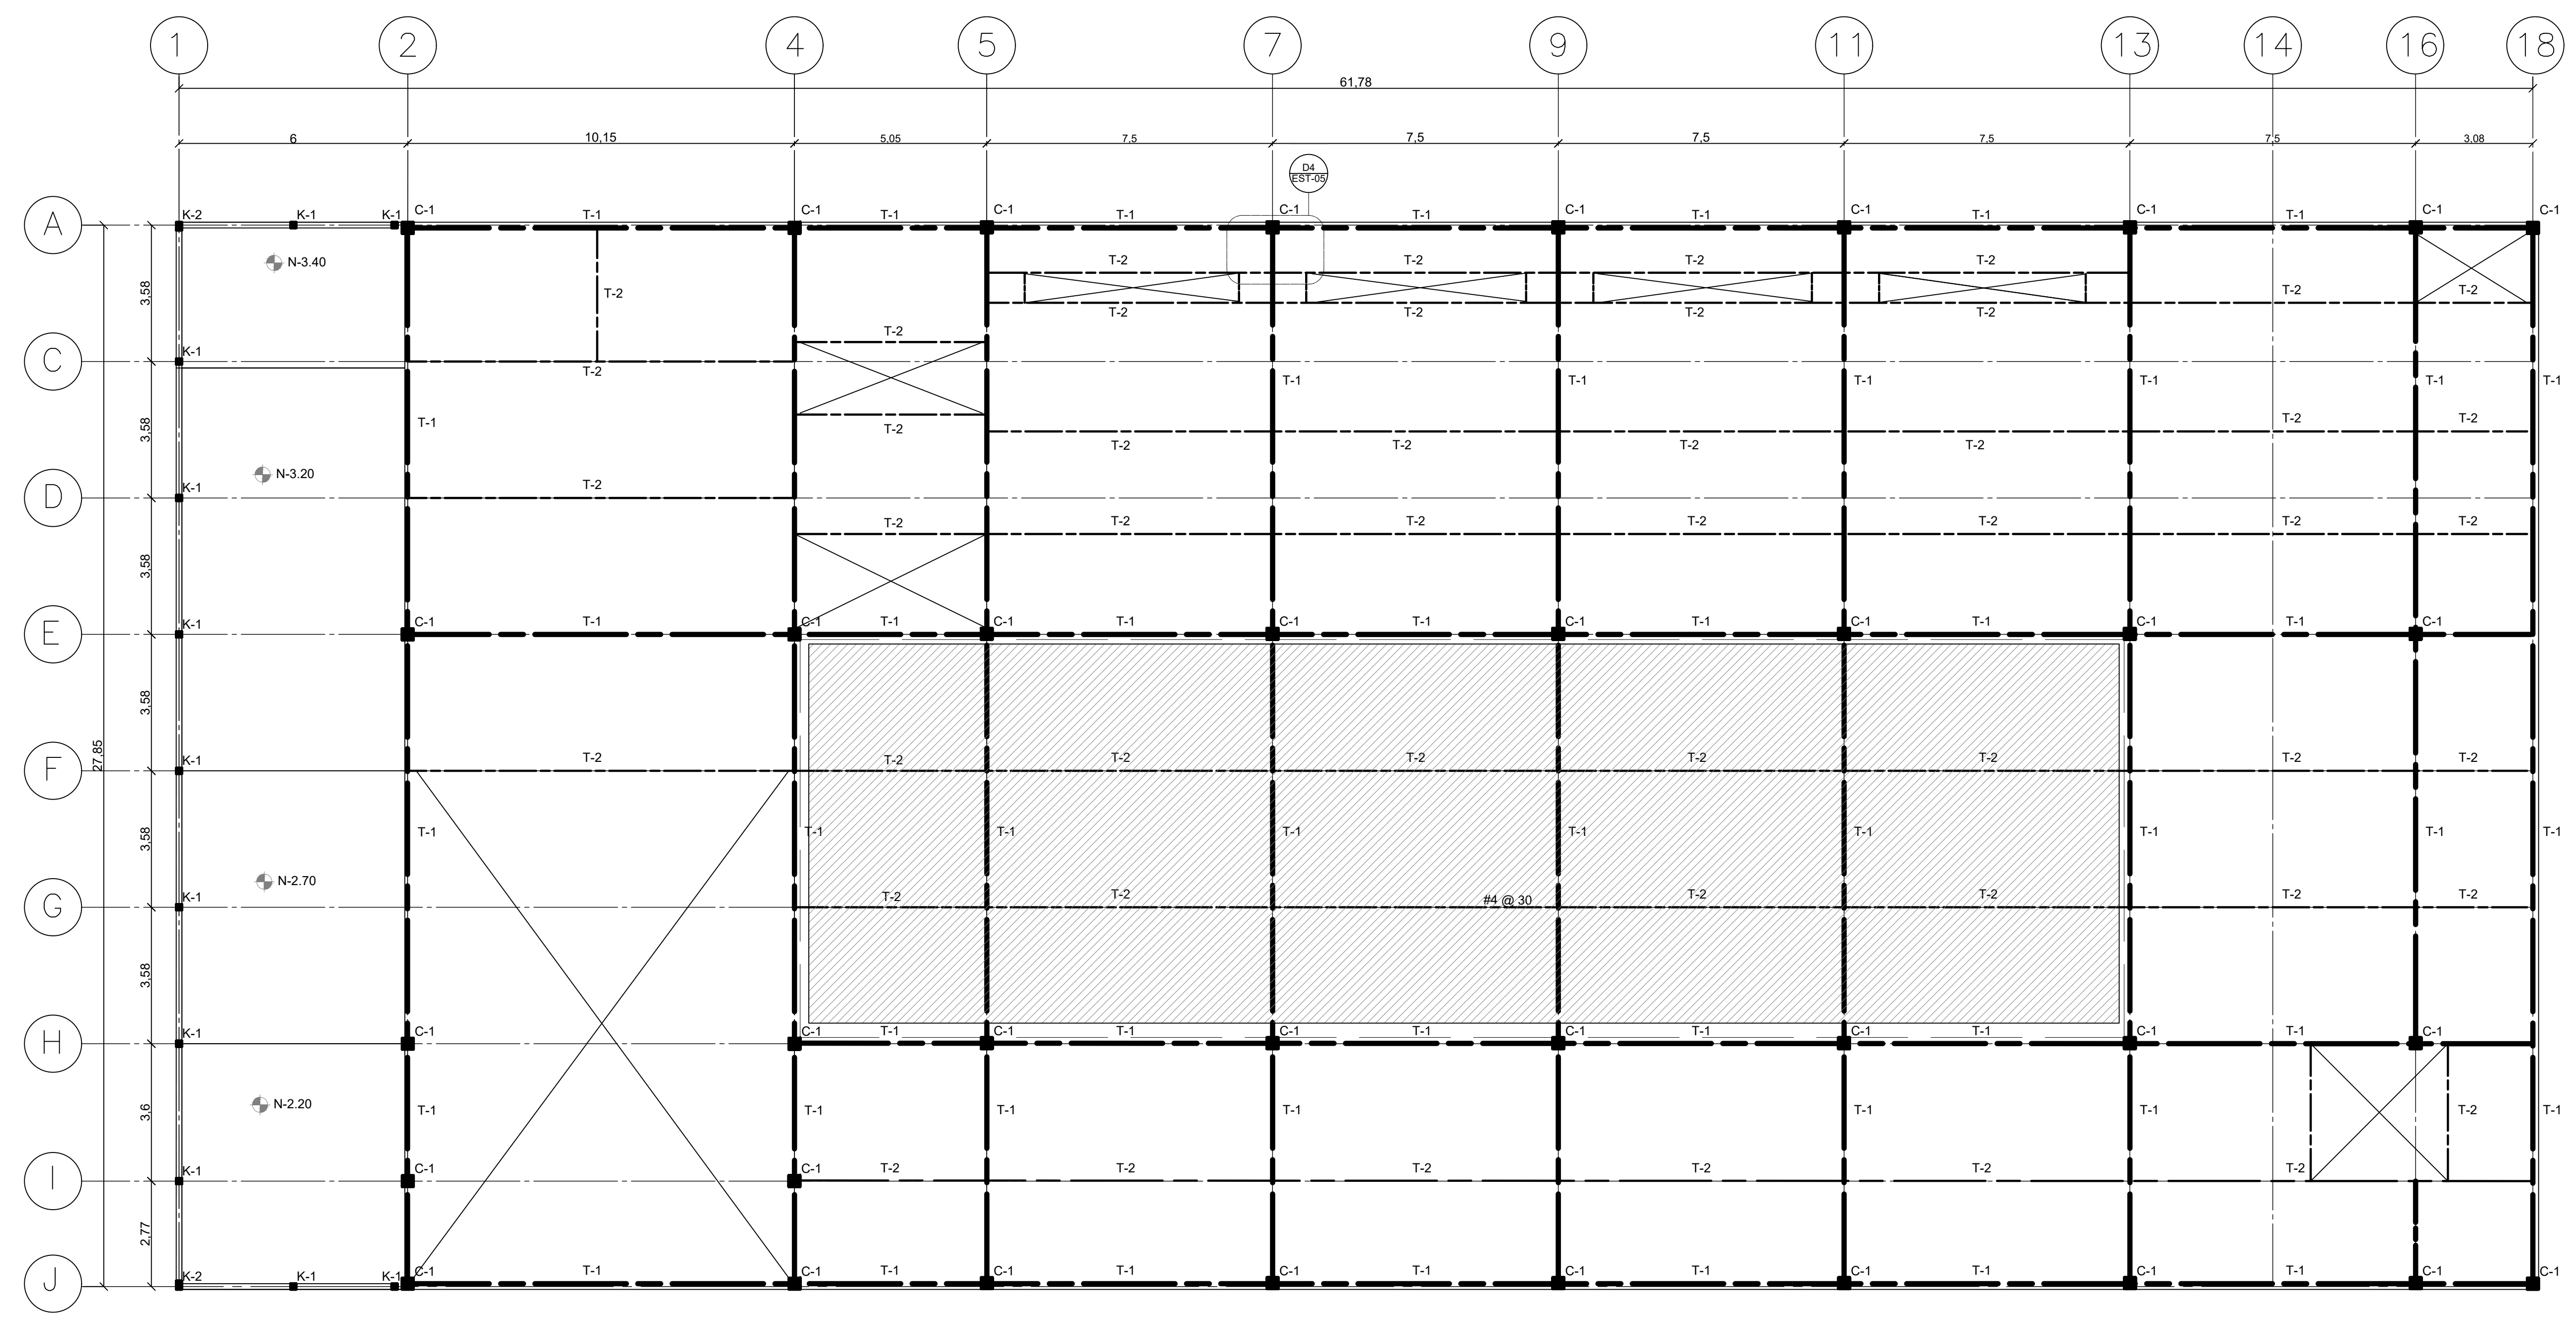 1 2 4 5 7 9 11 13 14 16 18
61,78
6 10,15 5,05 7,5 7,5 7,5 7,5 7,5 3,08
D4
EST-05
A K-2 K-1 K-1 C-1 T-1 C-1 T-1 C-1 T-1 C-1 T-1 C-1 T-1 C-1 T-1 C-1 T-1 C-1 C-1
N-3.40
3,58
T-2 T-2 T-2 T-2
T-2
T-2 T-2
T-2 T-2 T-2 T-2
T-2
C K-1
T-2
T-1 T-1 T-1 T-1 T-1 T-1
T-1
3,58
T-2
T-2 T-2
T-2 T-2 T-2 T-2
N-3.20
D K-1 T-2
T-2 T-2 T-2 T-2 T-2 T-2 T-2
3,58
E K-1 C-1 T-1 C-1 T-1 C-1 T-1 C-1 T-1 C-1 T-1 C-1 T-1 C-1 T-1 C-1
3,58
27,85
F K-1 T-2 T-2 T-2 T-2 T-2 T-2 T-2 T-2
3,58
T-1 T-1 T-1 T-1 T-1 T-1 T-1 T-1 T-1
N-2.70
G K-1 T-2 T-2 #4 @ 30 T-2 T-2 T-2 T-2
3,58
H K-1 C-1 C-1 T-1 C-1 T-1 C-1 T-1 C-1 T-1 C-1 T-1 C-1 T-1 C-1
N-2.20
3,6
T-1 T-1 T-1 T-1 T-1 T-1 T-2 T-1
I K-1 C-1 C-1 T-2 T-2 T-2 T-2 T-2 T-2
2,77
J K-2 K-1 K-1 C-1 T-1 C-1 T-1 C-1 T-1 C-1 T-1 C-1 T-1 C-1 T-1 C-1 T-1 C-1 C-1